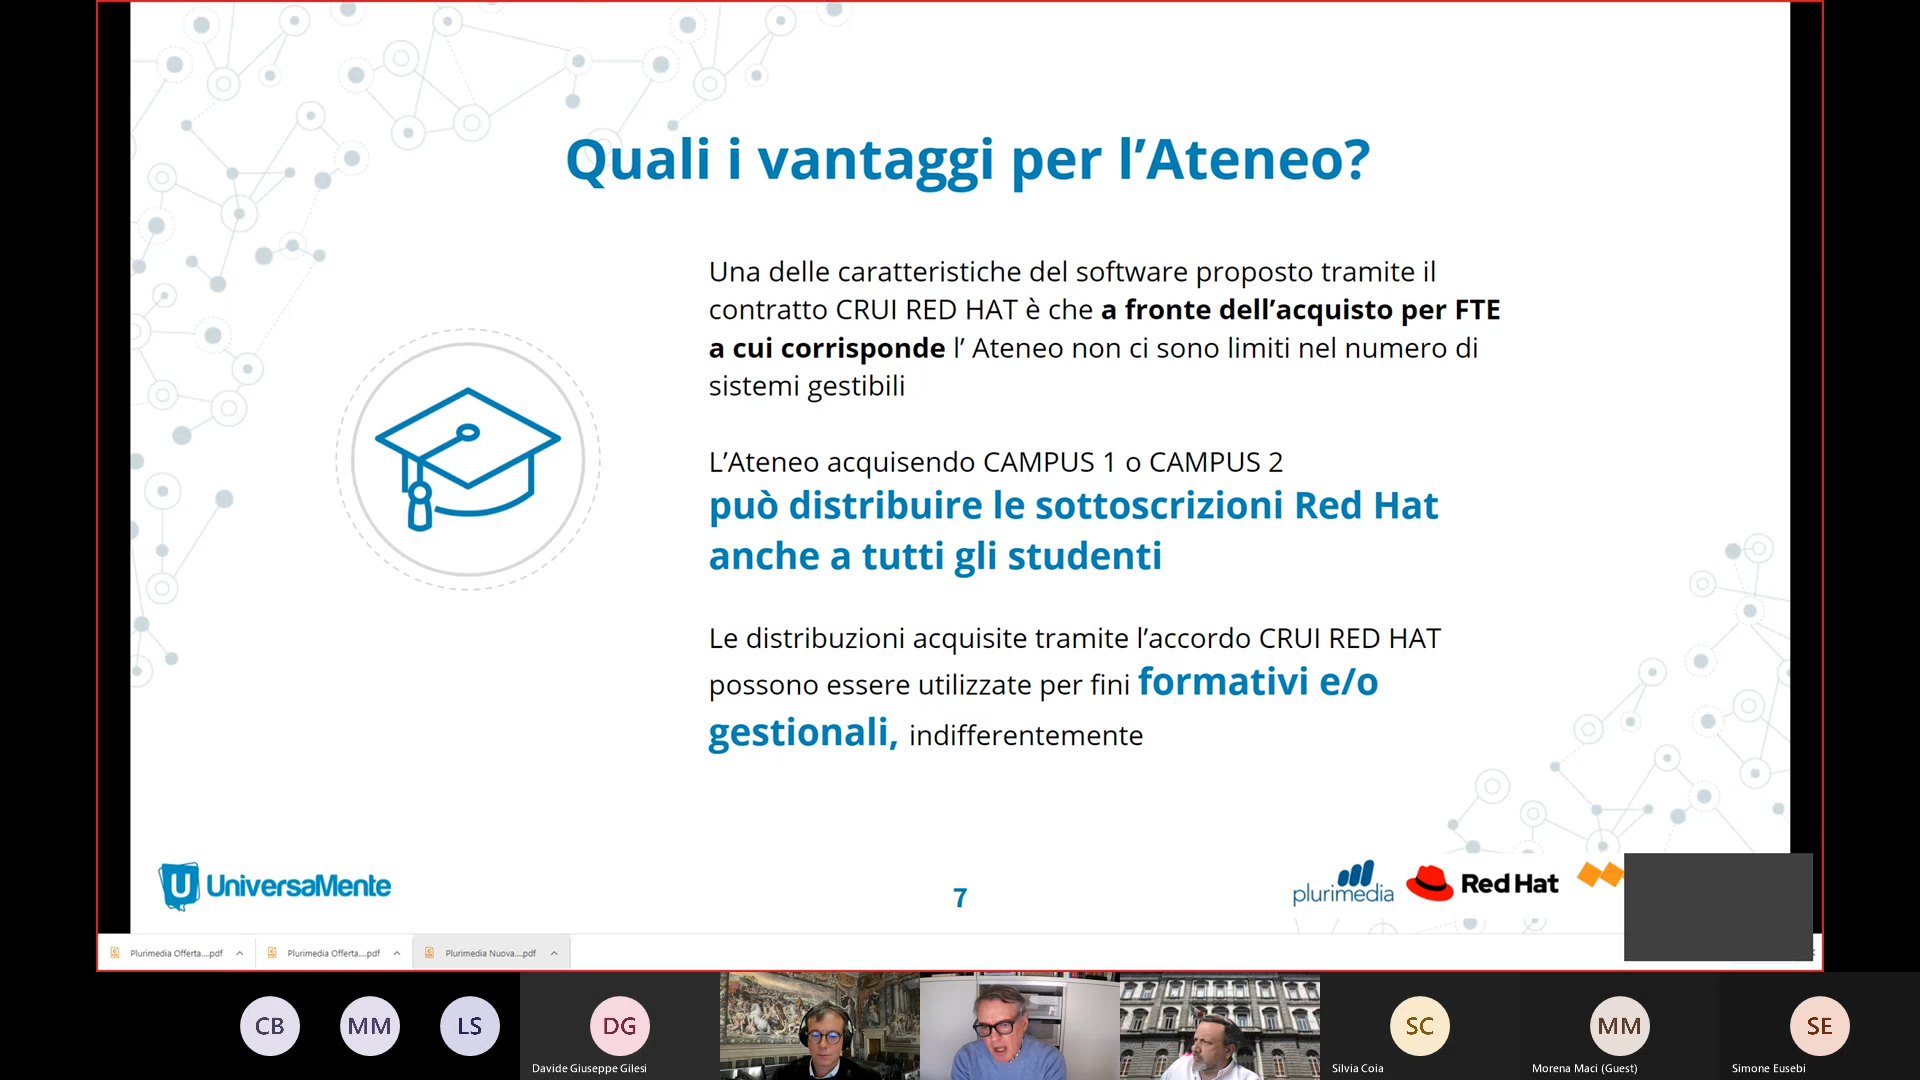 Quali i vantaggi per l’Ateneo?
Una delle caratteristiche del software proposto tramite il
contratto CRUI RED HAT è che a fronte dell’acquisto per FTE
a cui corrisponde l’ Ateneo non ci sono limiti nel numero di
sistemi gestibili
L’Ateneo acquisendo CAMPUS 1 o CAMPUS 2
può distribuire le sottoscrizioni Red Hat
anche a tutti gli studenti
Le distribuzioni acquisite tramite l’accordo CRUI RED HAT
possono essere utilizzate per fini formativi e/o
gestionali, indifferentemente
U UniversaMente
7
plurimedia
Red Hat
Plurimedia Offerta....pdf
Plurimedia Offerta....pdf
Plurimedia Nuova....pdf
CB
MM
LS
DG
Davide Giuseppe Gilesi
SC
Silvia Coia
MM
Morena Maci (Guest)
SE
Simone Eusebi